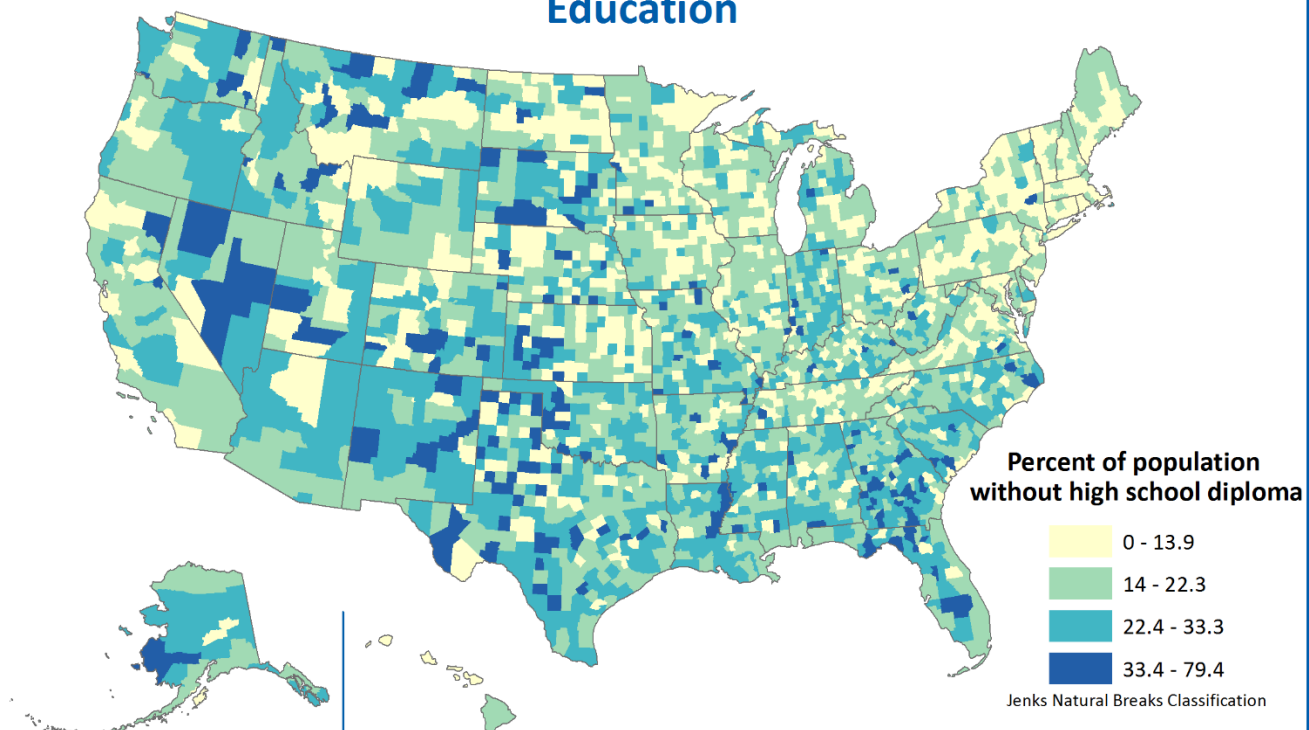 Education
Percent of population
without high school diploma
0 - 13.9
14 - 22.3
22.4 - 33.3
33.4 - 79.4
Jenks Natural Breaks Classification